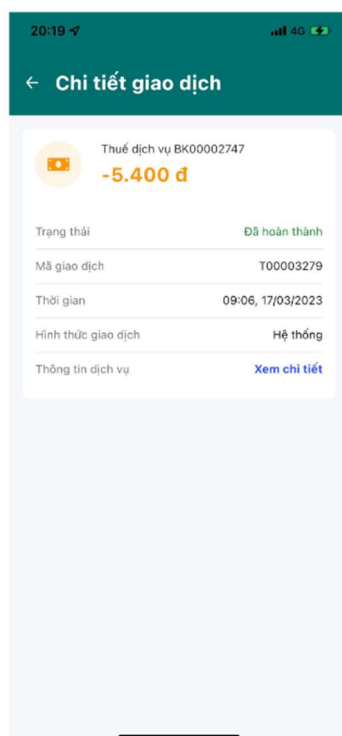 20:19
4G
Chi tiết giao dịch
Thuế dịch vụ BK00002747
-5.400 đ
Trạng thái Đã hoàn thành
Mã giao dịch T00003279
Thời gian 09:06, 17/03/2023
Hình thức giao dịch Hệ thống
Thông tin dịch vụ Xem chi tiết